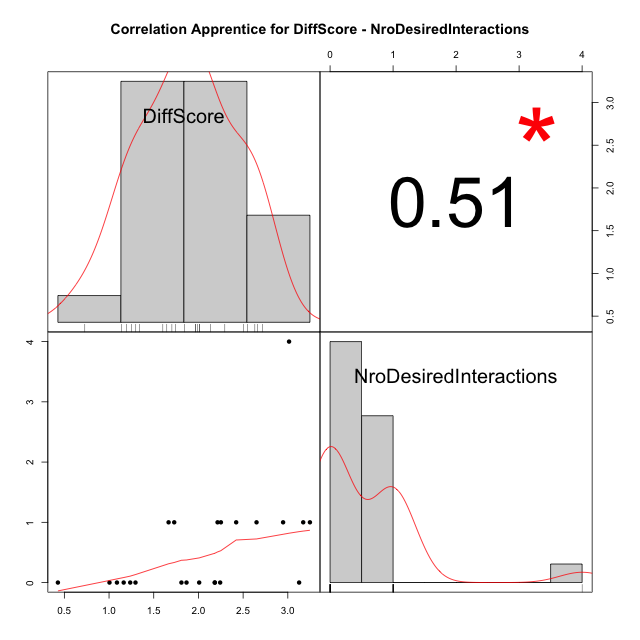 Correlation Apprentice for DiffScore - NroDesiredInteractions
0 1 2 3 4
DiffScore
*
0.51
3.0
2.5
2.0
1.5
1.0
0.5
4
3
2
1
0
NroDesiredInteractions
0.5 1.0 1.5 2.0 2.5 3.0